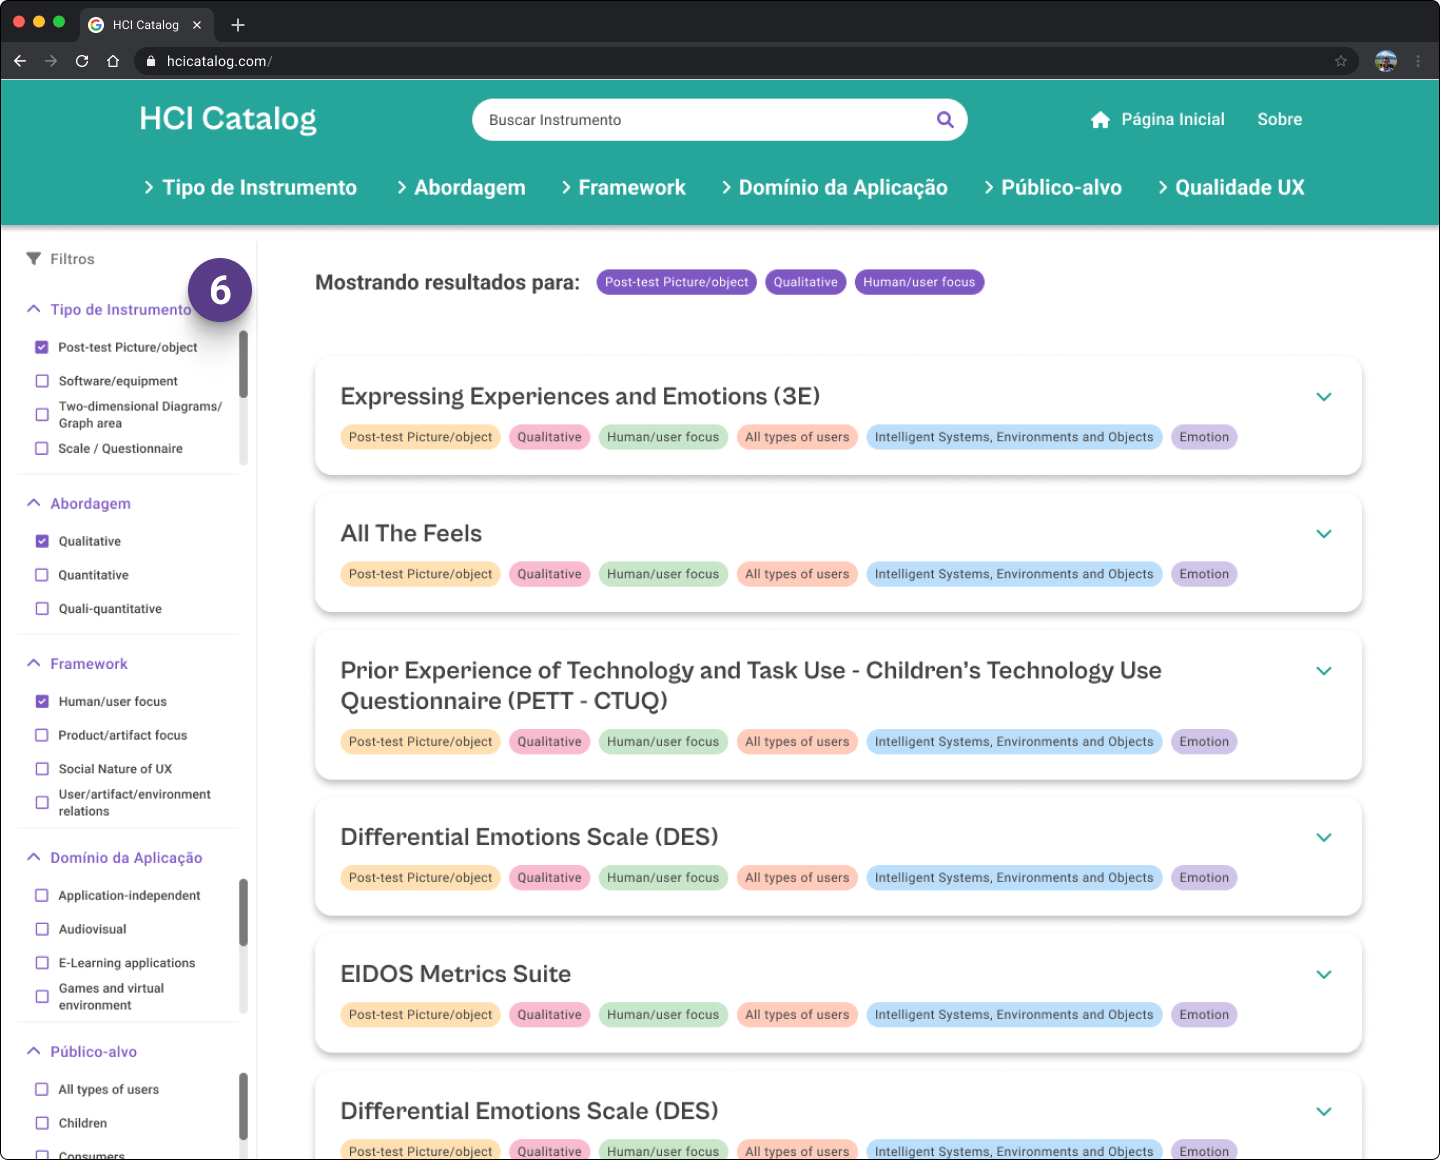 HCI Catalog
hcicatalog.com/
HCI Catalog
Buscar Instrumento
Página Inicial
Sobre
Tipo de Instrumento
Abordagem
Framework
Domínio da Aplicação
Público-alvo
Qualidade UX
Filtros
6
Tipo de Instrumento
Post-test Picture/object
Software/equipment
Two-dimensional Diagrams/
Graph area
Scale / Questionnaire
Abordagem
Qualitative
Quantitative
Quali-quantitative
Framework
Human/user focus
Product/artifact focus
Social Nature of UX
User/artifact/environment
relations
Domínio da Aplicação
Application-independent
Audiovisual
E-Learning applications
Games and virtual
environment
Público-alvo
All types of users
Children
Consumers
Mostrando resultados para: Post-test Picture/object Qualitative Human/user focus
Expressing Experiences and Emotions (3E)
Post-test Picture/object Qualitative Human/user focus All types of users Intelligent Systems, Environments and Objects Emotion
All The Feels
Post-test Picture/object Qualitative Human/user focus All types of users Intelligent Systems, Environments and Objects Emotion
Prior Experience of Technology and Task Use - Children’s Technology Use
Questionnaire (PETT - CTUQ)
Post-test Picture/object Qualitative Human/user focus All types of users Intelligent Systems, Environments and Objects Emotion
Differential Emotions Scale (DES)
Post-test Picture/object Qualitative Human/user focus All types of users Intelligent Systems, Environments and Objects Emotion
EIDOS Metrics Suite
Post-test Picture/object Qualitative Human/user focus All types of users Intelligent Systems, Environments and Objects Emotion
Differential Emotions Scale (DES)
Post-test Picture/object Qualitative Human/user focus All types of users Intelligent Systems, Environments and Objects Emotion